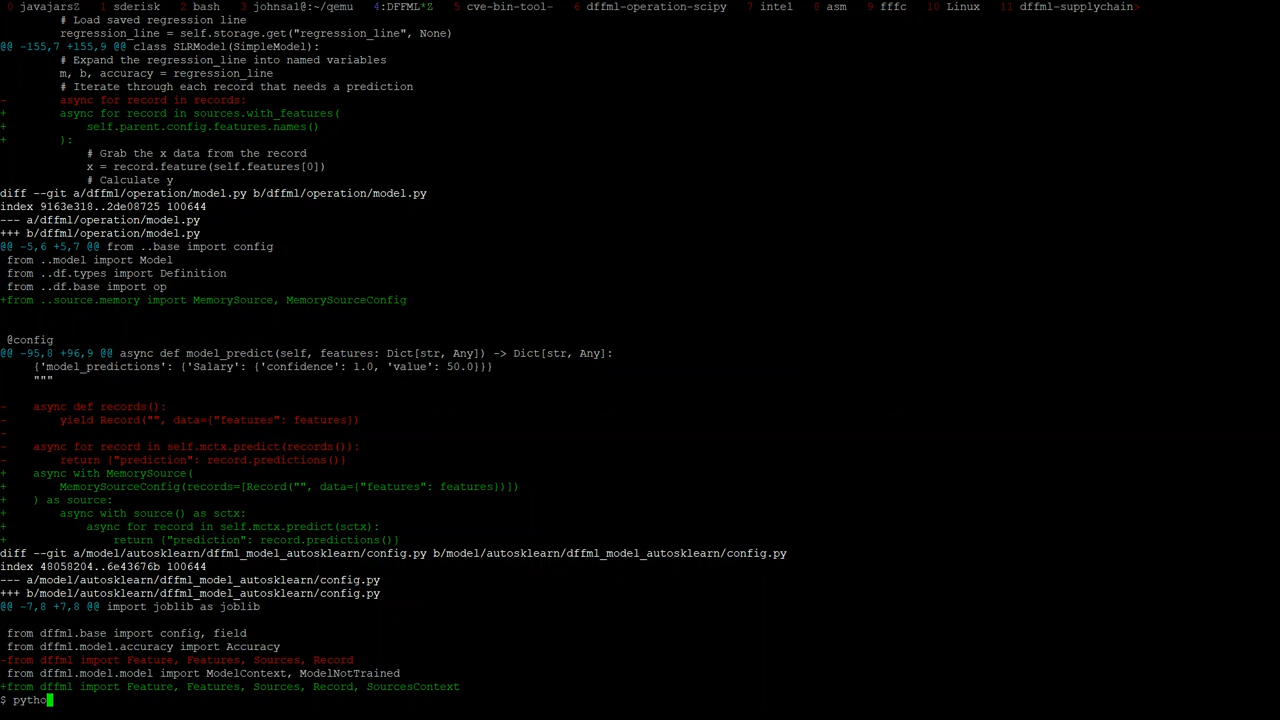 0 javajarsZ  1 sderisk  2 bash  3 johnsal@:~/qemu  4:DFFML*Z  5 cve-bin-tool-  6 dffml-operation-scipy  7 intel  8 asm  9 fffc  10 Linux  11 dffml-supplychain>
        # Load saved regression line
        regression_line = self.storage.get("regression_line", None)
@@ -155,7 +155,9 @@ class SLRModel(SimpleModel):
        # Expand the regression_line into named variables
        m, b, accuracy = regression_line
        # Iterate through each record that needs a prediction
-        async for record in records:
+        async for record in sources.with_features(
+            self.parent.config.features.names()
+        ):
            # Grab the x data from the record
            x = record.feature(self.features[0])
            # Calculate y
diff --git a/dffml/operation/model.py b/dffml/operation/model.py
index 9163e318..2de08725 100644
--- a/dffml/operation/model.py
+++ b/dffml/operation/model.py
@@ -5,6 +5,7 @@ from ..base import config
 from ..model import Model
 from ..df.types import Definition
 from ..df.base import op
+from ..source.memory import MemorySource, MemorySourceConfig
 @config
@@ -95,8 +96,9 @@ async def model_predict(self, features: Dict[str, Any]) -> Dict[str, Any]:
     {'model_predictions': {'Salary': {'confidence': 1.0, 'value': 50.0}}}
     """
-    async def records():
-        yield Record("", data={"features": features})
-
-    async for record in self.mctx.predict(records()):
-        return {"prediction": record.predictions()}
+    async with MemorySource(
+        MemorySourceConfig(records=[Record("", data={"features": features})])
+    ) as source:
+        async with source() as sctx:
+            async for record in self.mctx.predict(sctx):
+                return {"prediction": record.predictions()}
diff --git a/model/autosklearn/dffml_model_autosklearn/config.py b/model/autosklearn/dffml_model_autosklearn/config.py
index 48058204..6e43676b 100644
--- a/model/autosklearn/dffml_model_autosklearn/config.py
+++ b/model/autosklearn/dffml_model_autosklearn/config.py
@@ -7,8 +7,8 @@ import joblib as joblib
 from dffml.base import config, field
 from dffml.model.accuracy import Accuracy
-from dffml import Feature, Features, Sources, Record
 from dffml.model.model import ModelContext, ModelNotTrained
+from dffml import Feature, Features, Sources, Record, SourcesContext
$ pytho